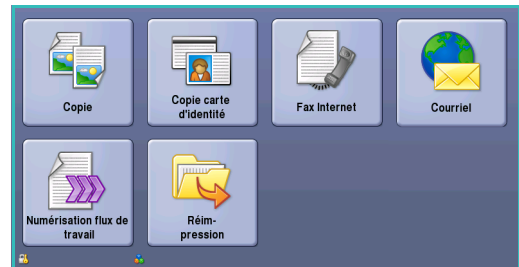 Copie
Copie carte
d'identité
Fax Internet
Courriel
Numérisation flux de
travail
Réim-
pression